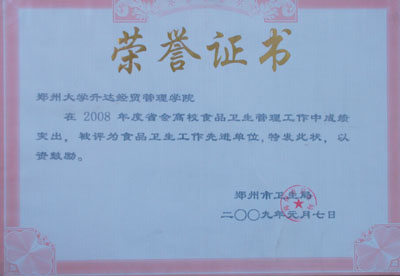 荣誉证书
郑州大学升达经贸管理学院
在 2008 年度省会高校食品卫生管理工作中成绩
突出，被评为食品卫生工作先进单位，特发此状，以
资鼓励。
郑州市卫生局
二〇〇九年元月七日